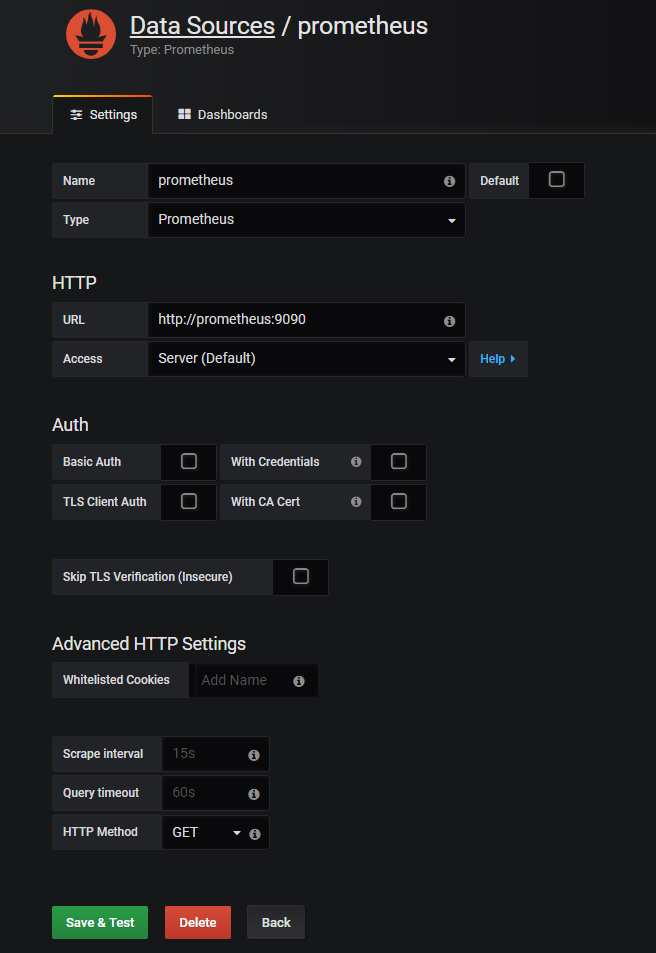 Data Sources / prometheus
Type: Prometheus
Settings
Dashboards
Name prometheus Default
Type Prometheus
HTTP
URL http://prometheus:9090
Access Server (Default) Help
Auth
Basic Auth With Credentials
TLS Client Auth With CA Cert
Skip TLS Verification (Insecure)
Advanced HTTP Settings
Whitelisted Cookies Add Name
Scrape interval 15s
Query timeout 60s
HTTP Method GET
Save & Test Delete Back